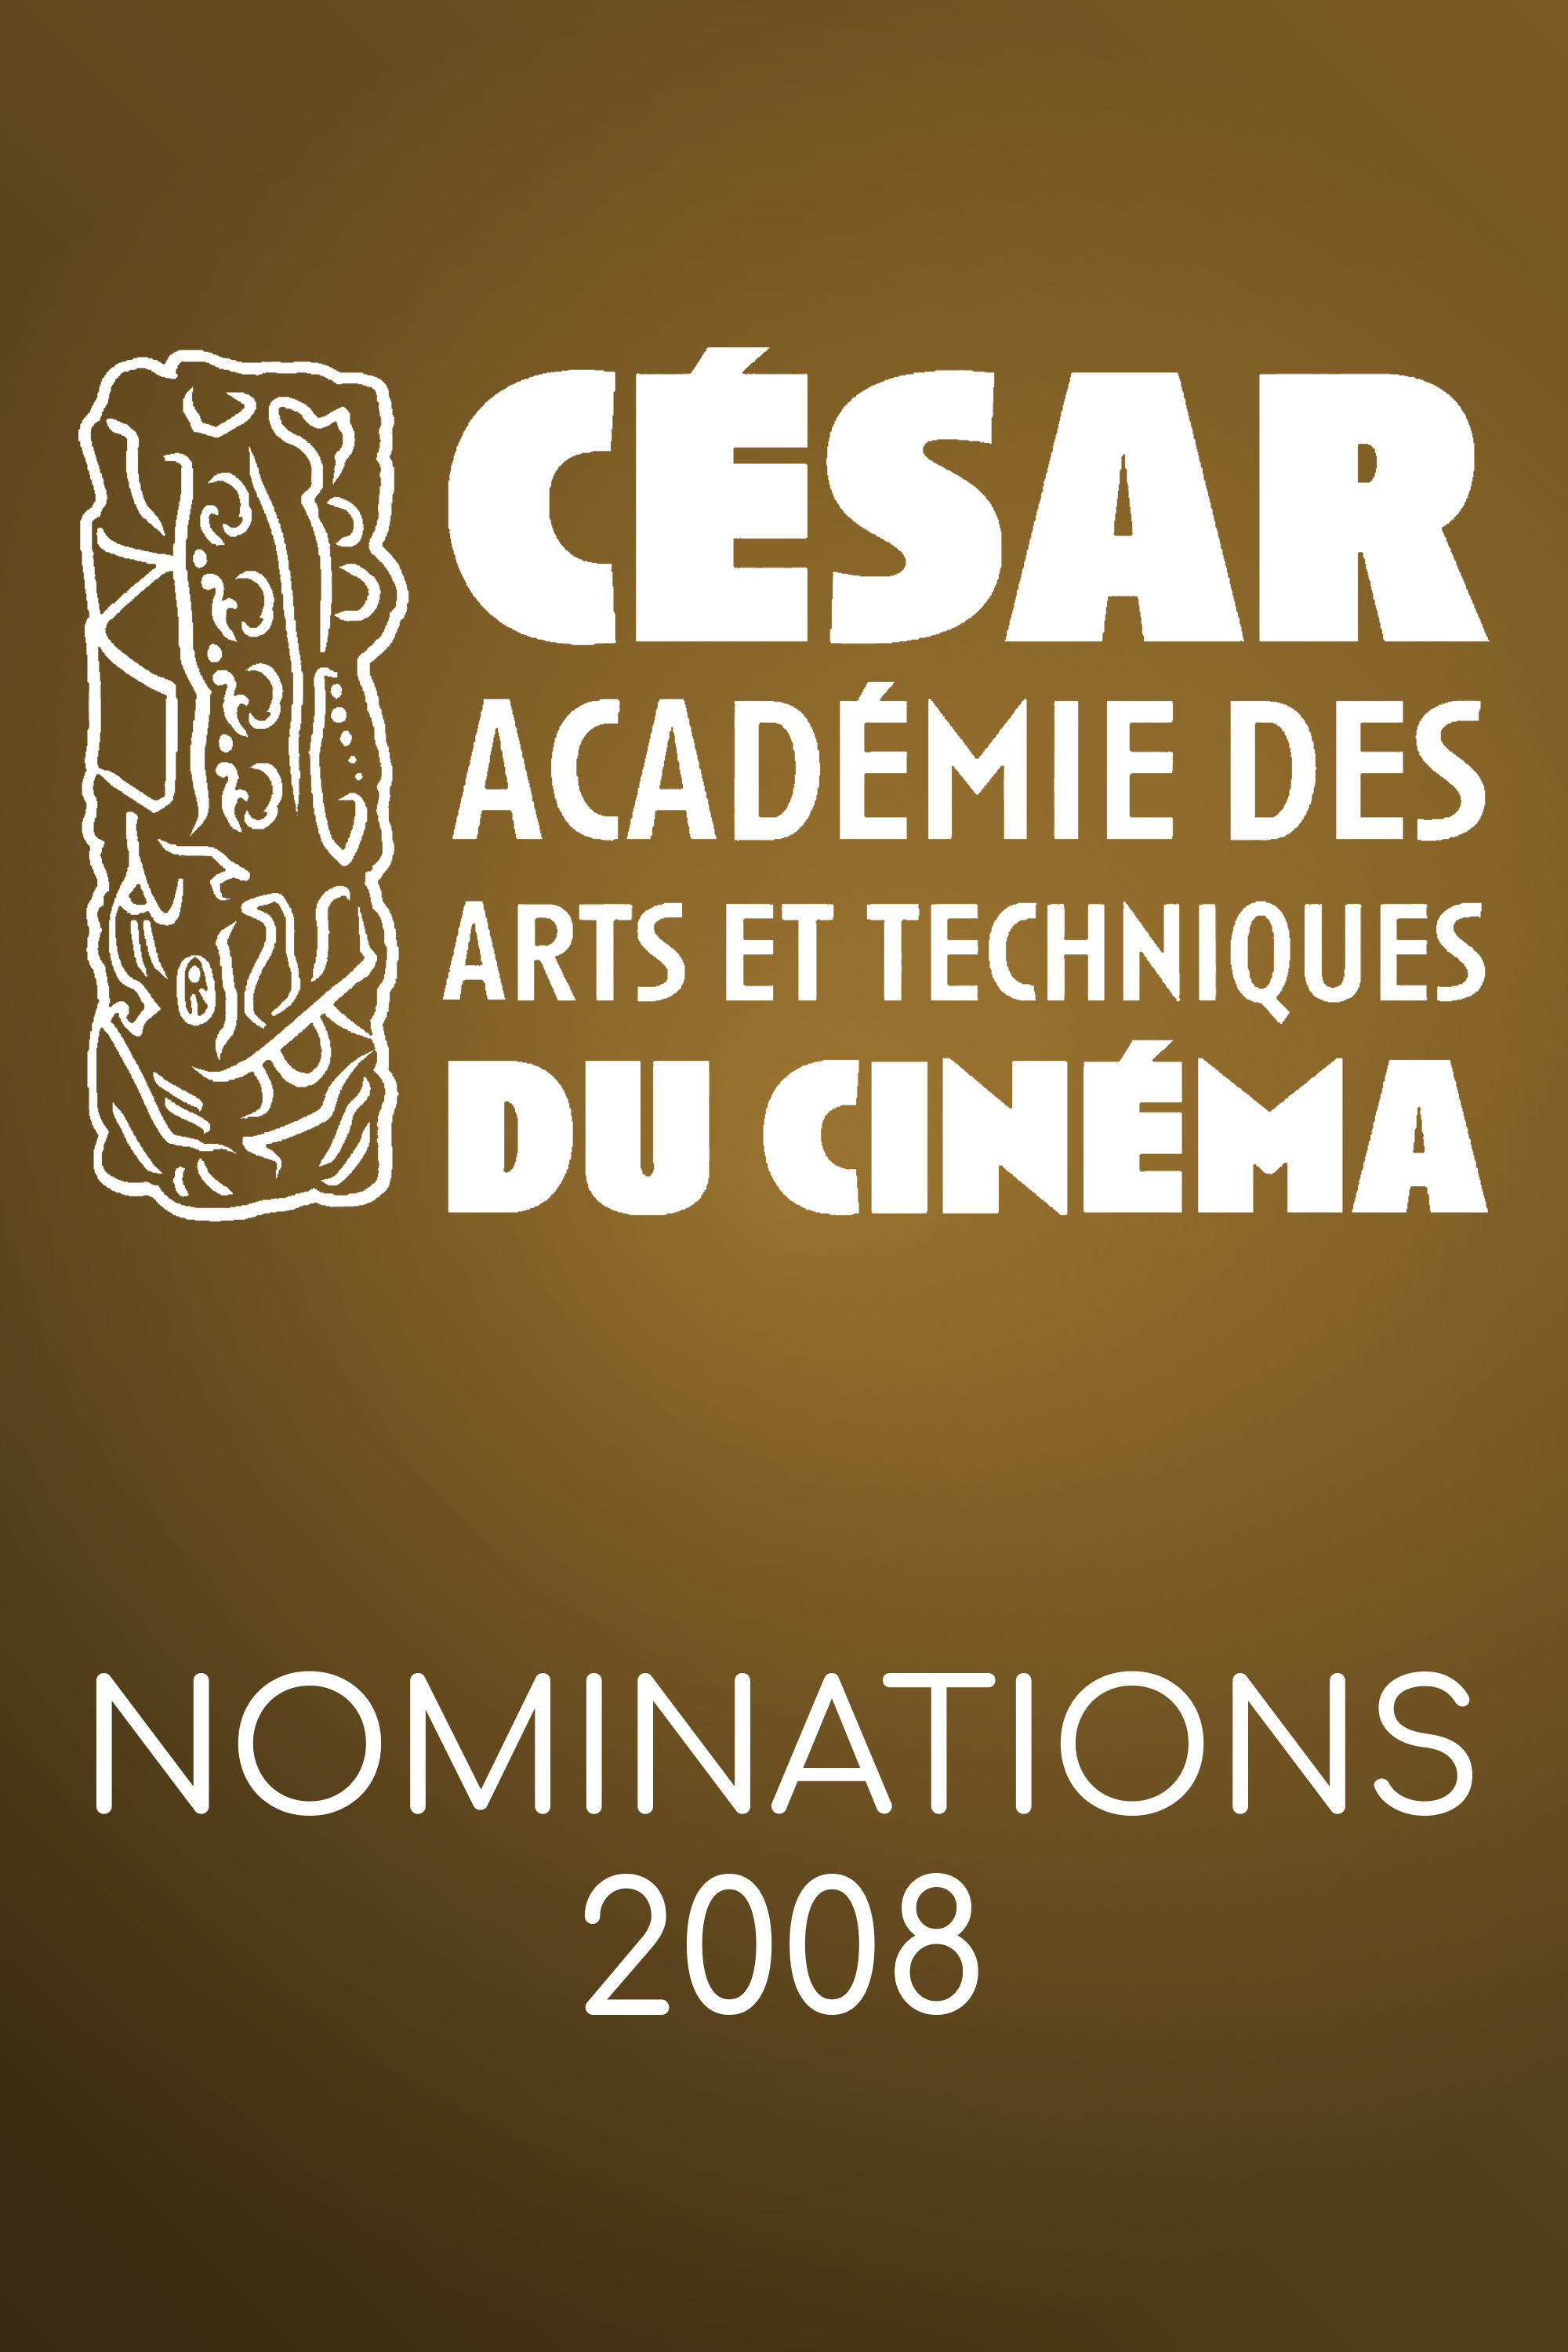 CÉSAR
ACADÉMIE DES
ARTS ET TECHNIQUES
DU CINÉMA
NOMINATIONS
2008